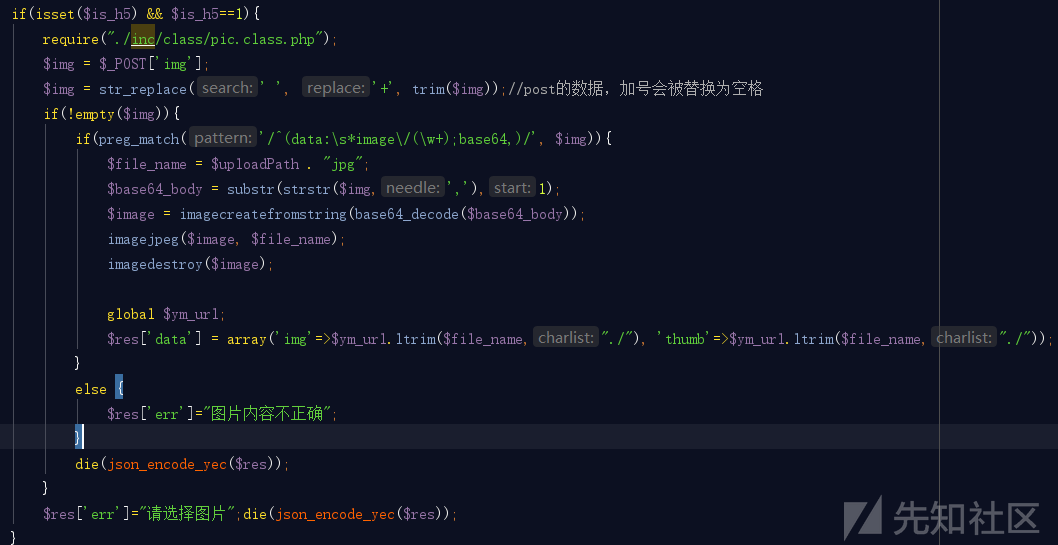 if(isset($is_h5) && $is_h5==1){
require("./inc/class/pic.class.php");
$img = $_POST['img'];
$img = str_replace( search: ' ', replace: '+', trim($img));//post的数据，加号会被替换为空格
if(!empty($img)){
if(preg_match( pattern: '/^(data:\s*image\/(\w+);base64,)/', $img)){
$file_name = $uploadPath . "jpg";
$base64_body = substr(strstr($img, needle: ','), start: 1);
$image = imagecreatefromstring(base64_decode($base64_body));
imagejpeg($image, $file_name);
imagedestroy($image);
global $ym_url;
$res['data'] = array('img'=>$ym_url.ltrim($file_name, charlist: "./"), 'thumb'=>$ym_url.ltrim($file_name, charlist: "./"));
}
else {
$res['err']="图片内容不正确";
}
die(json_encode_yec($res));
}
$res['err']="请选择图片";die(json_encode_yec($res));
}
先知社区